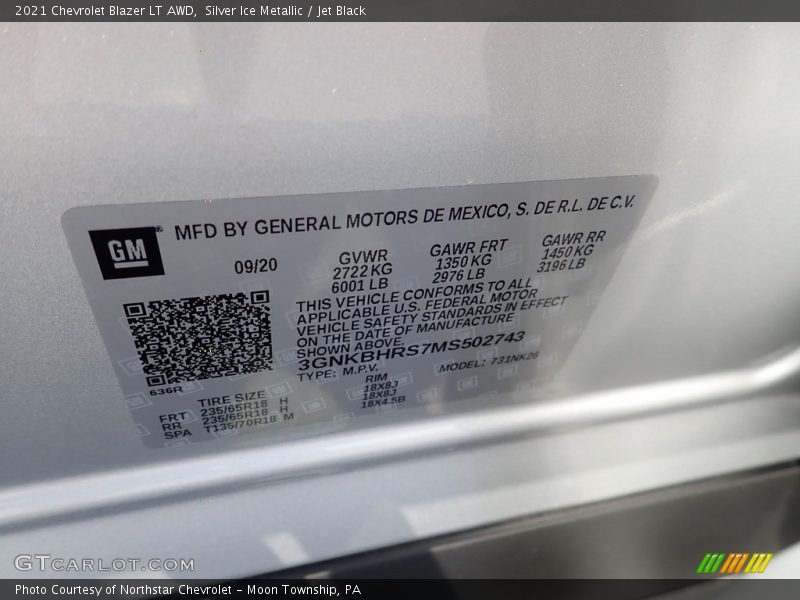 2021 Chevrolet Blazer LT AWD, Silver Ice Metallic / Jet Black
GM
MFD BY GENERAL MOTORS DE MEXICO, S. DE R.L. DE C.V.
09/20 GVWR GAWR FRT GAWR RR
2722 KG 1350 KG 1450 KG
6001 LB 2976 LB 3196 LB
THIS VEHICLE CONFORMS TO ALL
APPLICABLE U.S. FEDERAL MOTOR
VEHICLE SAFETY STANDARDS IN EFFECT
ON THE DATE OF MANUFACTURE
SHOWN ABOVE.
3GNKBHRS7MS502743
636R TYPE: M.P.V. MODEL: 731NK26
TIRE SIZE RIM
FRT 235/65R18 H 18X8J
RR 235/65R18 H 18X8J
SPA T135/70R18 M 18X4.5B
GTCARLOT.COM
Photo Courtesy of Northstar Chevrolet – Moon Township, PA